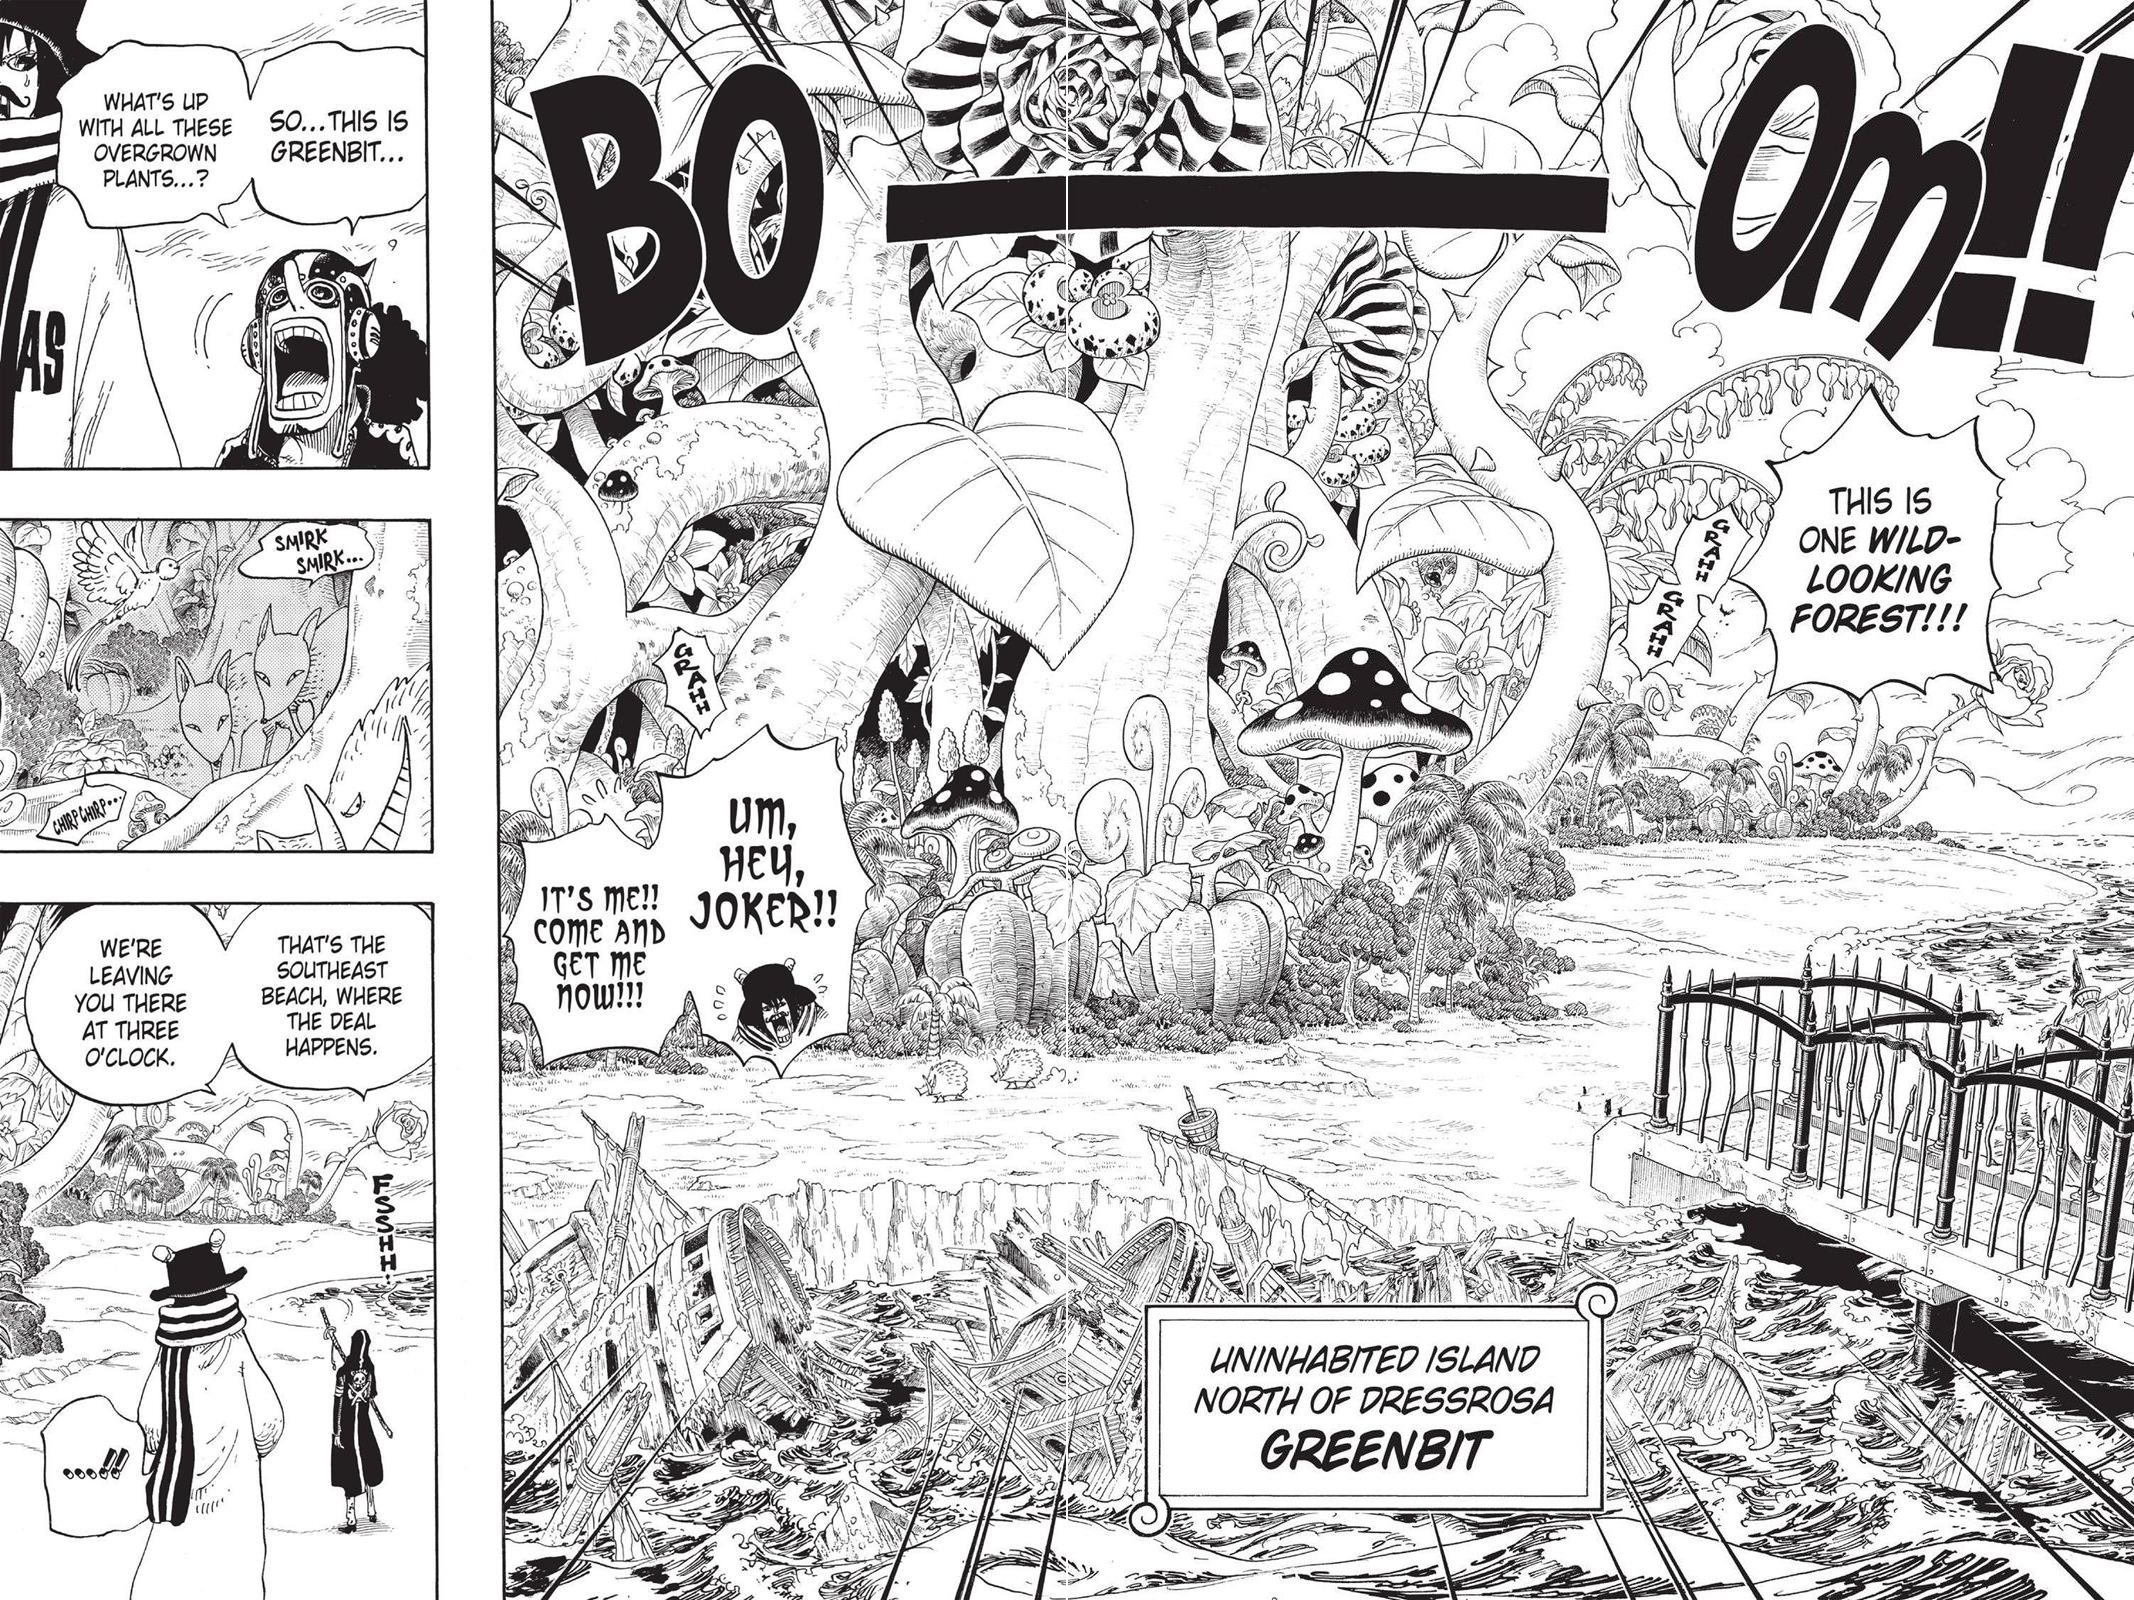 BO—OM!!
THIS IS
ONE WILD-
LOOKING
FOREST!!!
GRAHH
GRAHH
GRAHH
UM,
HEY,
JOKER!!
IT'S ME!!
COME AND
GET ME
NOW!!!
UNINHABITED ISLAND
NORTH OF DRESSROSA
GREENBIT
SO...THIS IS
GREENBIT...
WHAT'S UP
WITH ALL THESE
OVERGROWN
PLANTS...?
AS
SMIRK
SMIRK...
CHIRP CHIRP...
THAT'S THE
SOUTHEAST
BEACH, WHERE
THE DEAL
HAPPENS.
WE'RE
LEAVING
YOU THERE
AT THREE
O'CLOCK.
FSSHH!
.....!!